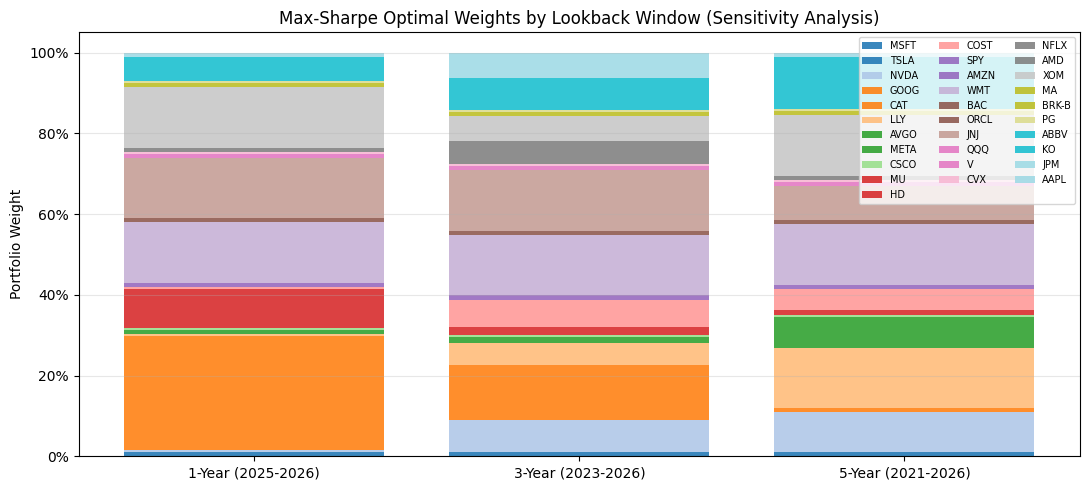 Max-Sharpe Optimal Weights by Lookback Window (Sensitivity Analysis)
Portfolio Weight
100%
80%
60%
40%
20%
0%
MSFT COST NFLX
TSLA SPY AMD
NVDA AMZN XOM
GOOG WMT MA
CAT BAC BRK-B
LLY ORCL PG
AVGO JNJ ABBV
META QQQ KO
CSCO V JPM
MU CVX AAPL
HD
1-Year (2025-2026) 3-Year (2023-2026) 5-Year (2021-2026)